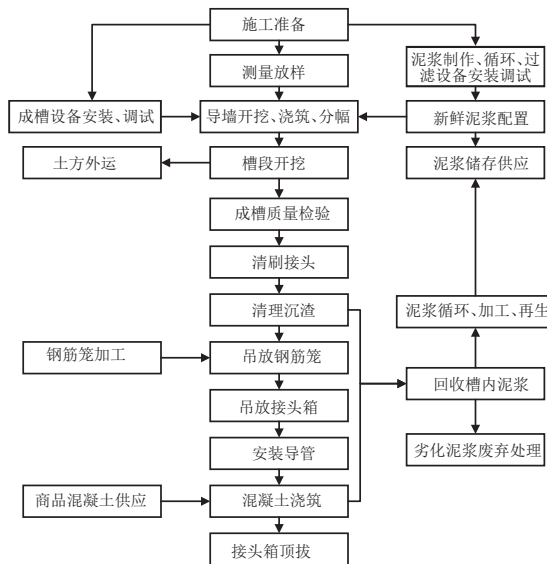 施工准备
测量放样
泥浆制作、循环、过
滤设备安装调试
成槽设备安装、调试
导墙开挖、浇筑、分幅
新鲜泥浆配置
土方外运
槽段开挖
泥浆储存供应
成槽质量检验
清刷接头
清理沉渣
泥浆循环、加工、再生
钢筋笼加工
吊放钢筋笼
回收槽内泥浆
吊放接头箱
安装导管
劣化泥浆废弃处理
商品混凝土供应
混凝土浇筑
接头箱顶拔